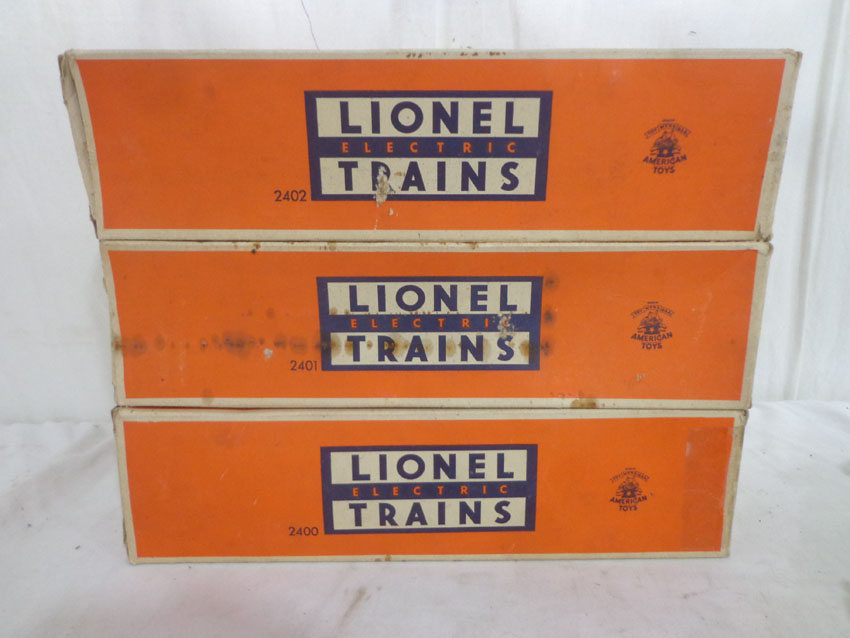 LIONEL
ELECTRIC
TRAINS
2402
AMERICAN
TOYS
LIONEL
ELECTRIC
TRAINS
2401
AMERICAN
TOYS
LIONEL
ELECTRIC
TRAINS
2400
AMERICAN
TOYS